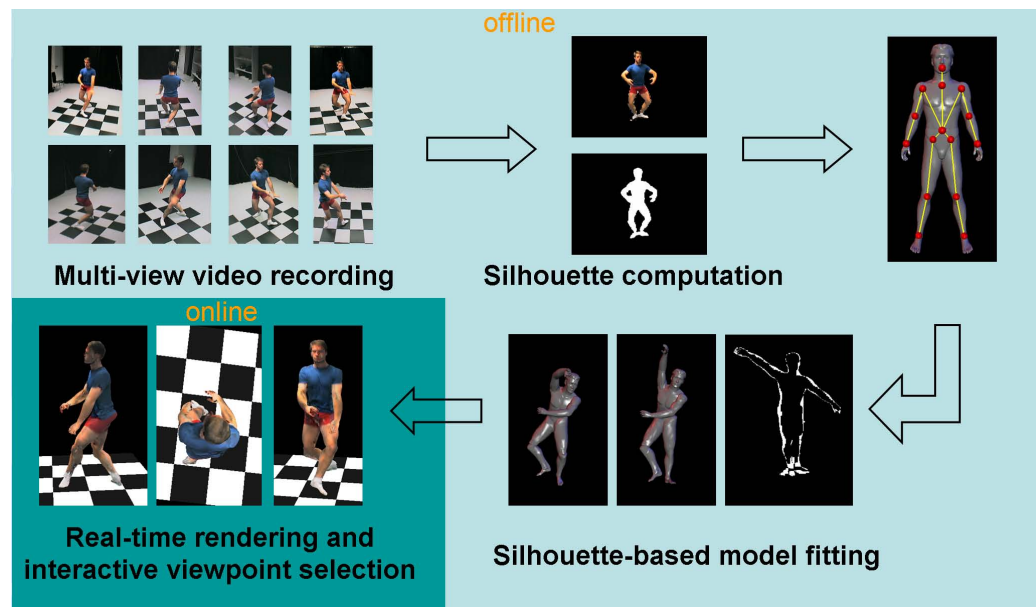 offline
Multi-view video recording
Silhouette computation
online
Real-time rendering and
interactive viewpoint selection
Silhouette-based model fitting